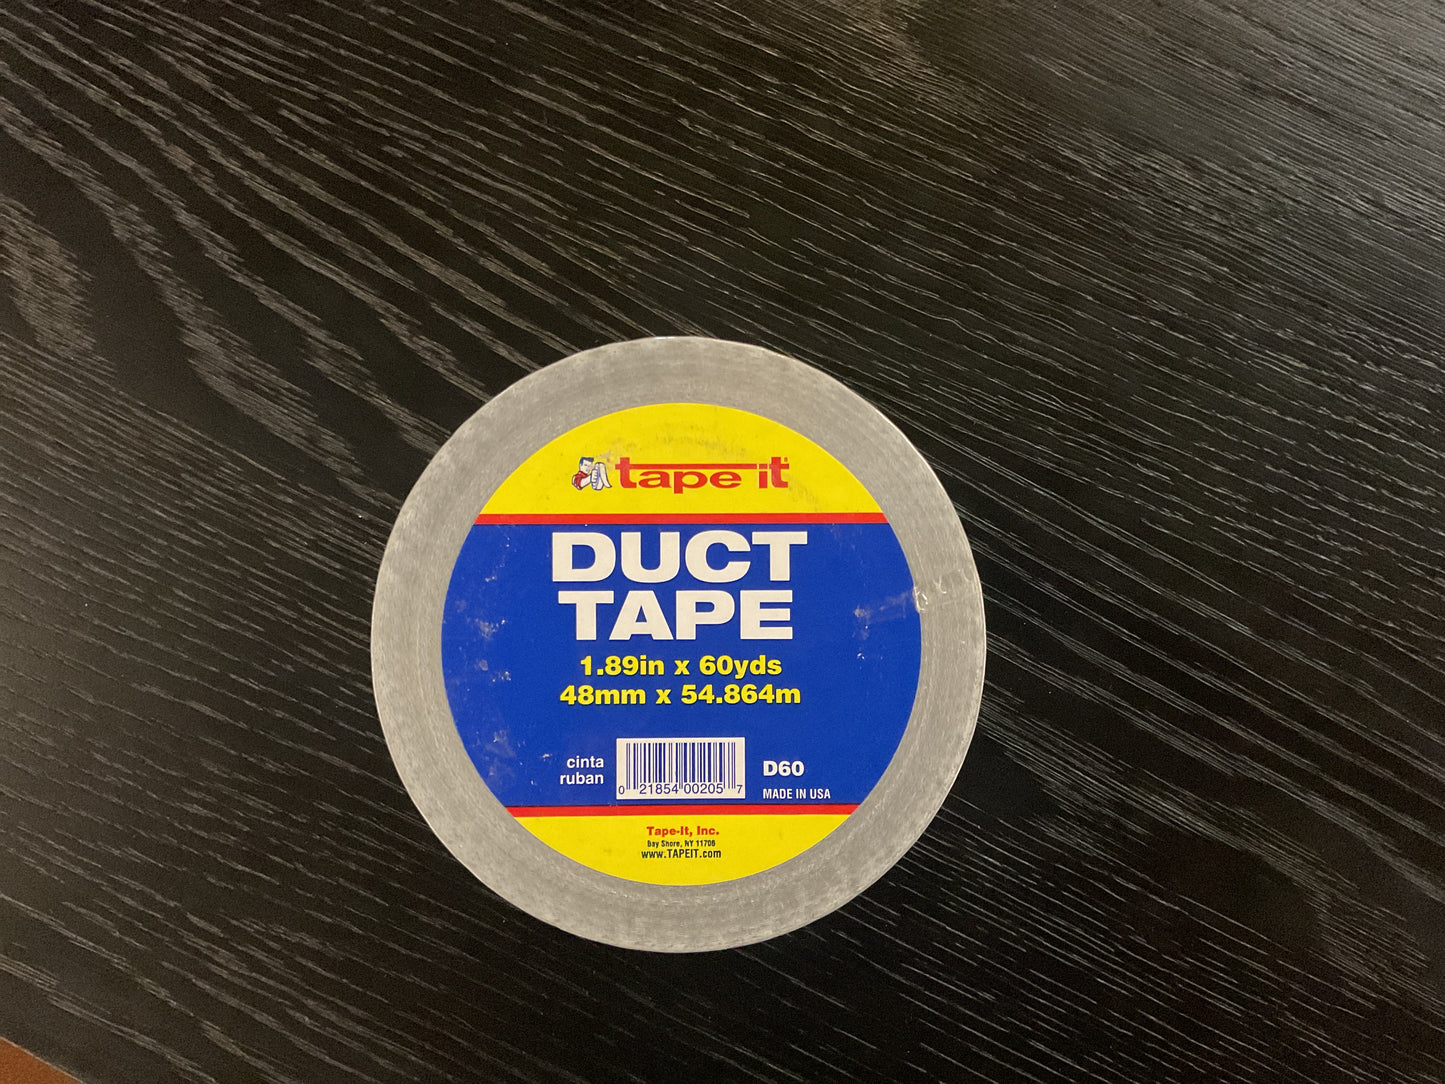 tape it®
DUCT
TAPE
1.89in x 60yds
48mm x 54.864m
cinta
ruban
0 21854 00205 7
D60
MADE IN USA
Tape-It, Inc.
Bay Shore, NY 11706
www.TAPEIT.com